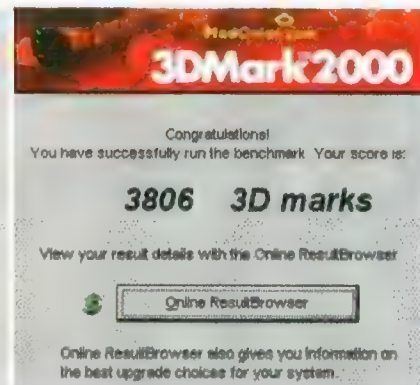 MadOnion.com
3DMark2000
Congratulations!
You have successfully run the benchmark. Your score is:
3806 3D marks
View your result details with the Online ResultBrowser
Online ResultBrowser
Online ResultBrowser also gives you information on
the best upgrade choices for your system.